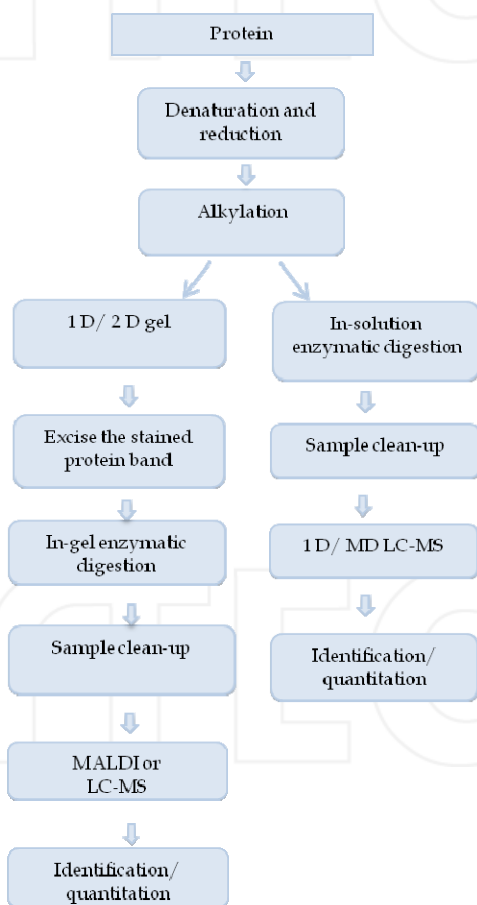 Protein
Denaturation and
reduction
Alkylation
1 D/ 2 D gel
Excise the stained
protein band
In-gel enzymatic
digestion
Sample clean-up
MALDI or
LC-MS
Identification/
quantitation
In-solution
enzymatic digestion
Sample clean-up
1 D/ MD LC-MS
Identification/
quantitation